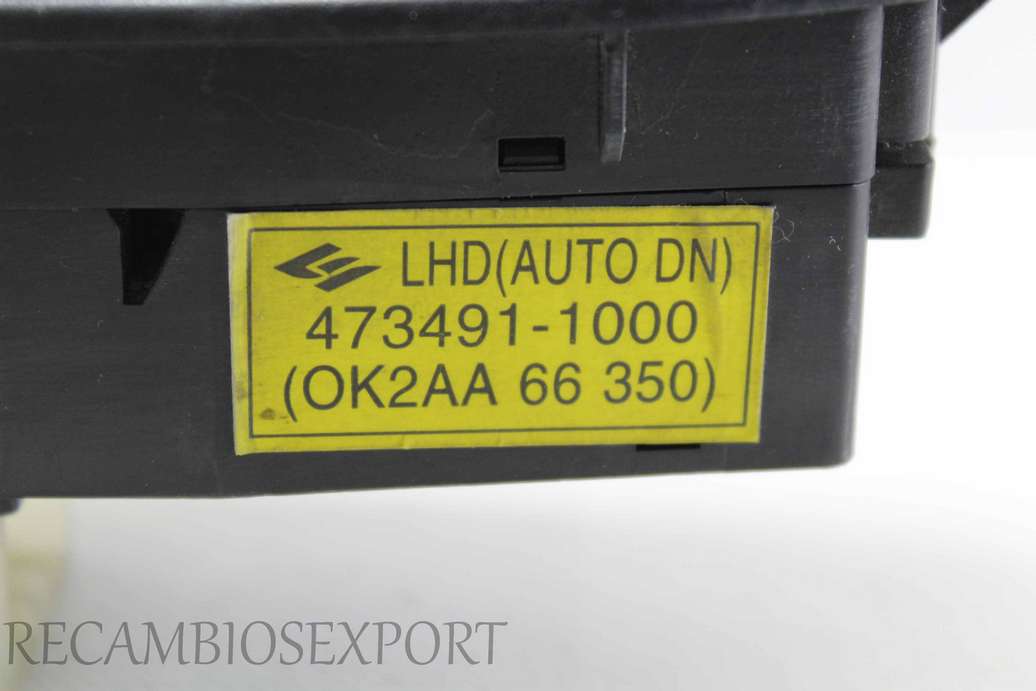 LHD(AUTO DN)
473491-1000
(OK2AA 66 350)
RECAMBIOSEXPORT